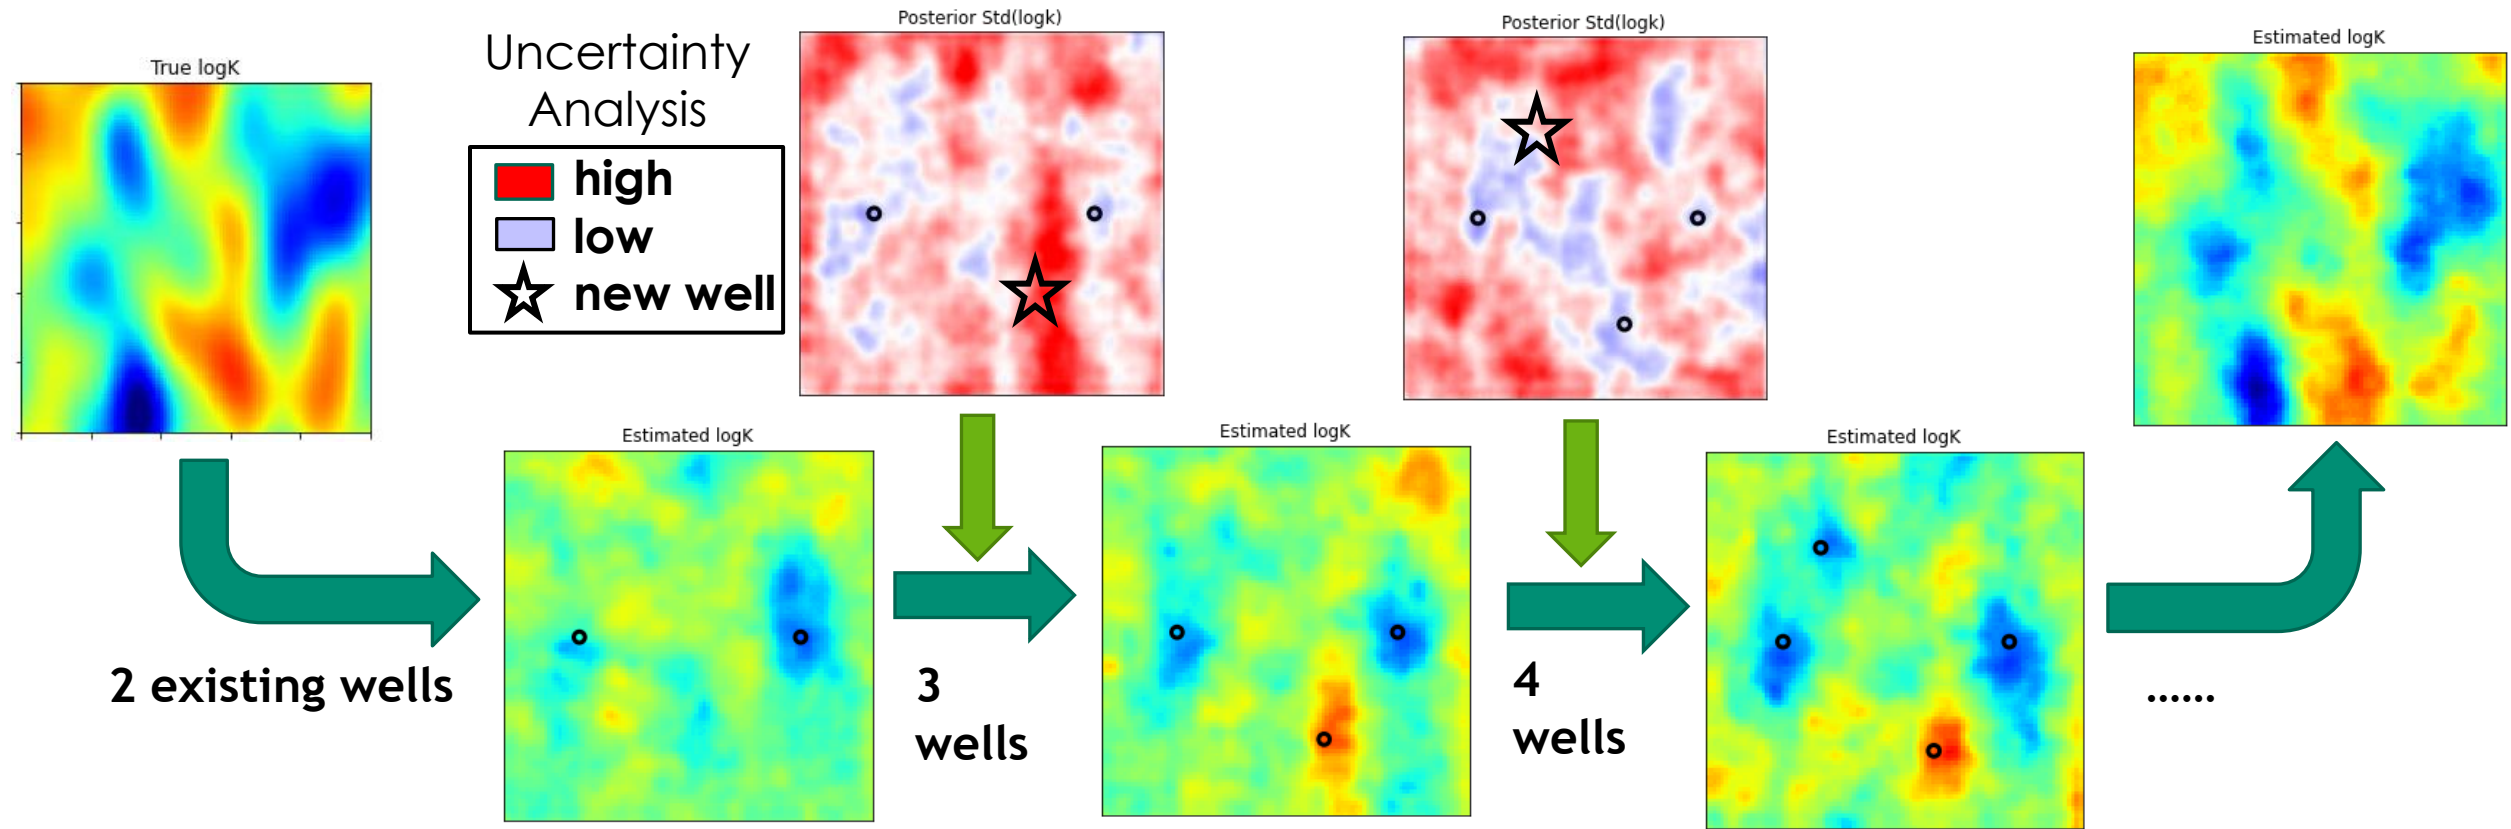 True logK
Uncertainty
Analysis
high
low
new well
Posterior Std(logk)
Posterior Std(logk)
Estimated logK
Estimated logK
Estimated logK
Estimated logK
2 existing wells
3
wells
4
wells
......